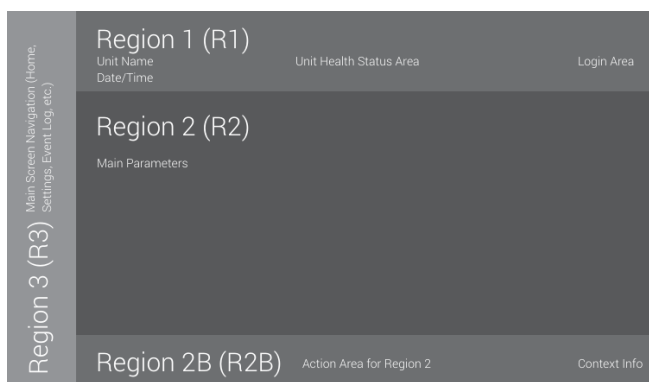 Region 1 (R1)
Unit Name
Date/Time
Unit Health Status Area
Login Area
Region 2 (R2)
Main Parameters
Region 3 (R3)
Main Screen Navigation (Home,
Settings, Event Log, etc.)
Region 2B (R2B)
Action Area for Region 2
Context Info